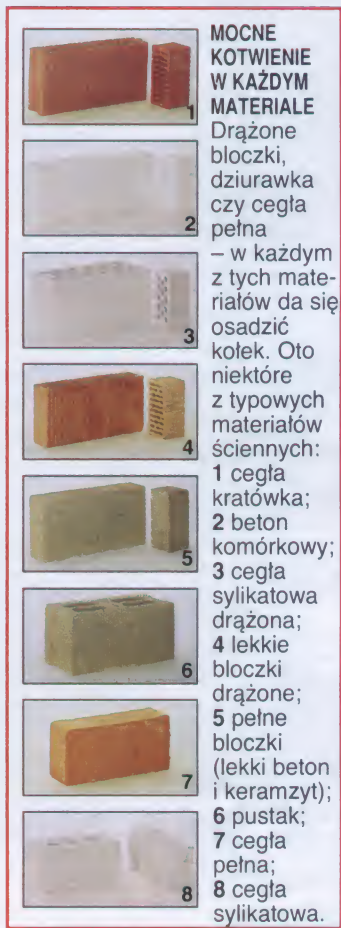 MOCNE
KOTWIENIE
W KAŻDYM
MATERIALE
Drążone
bloczki,
dziurawka
czy cegła
pełna
– w każdym
z tych mate-
riałów da się
osadzić
kołek. Oto
niektóre
z typowych
materiałów
ściennych:
1 cegła
kratówka;
2 beton
komórkowy;
3 cegła
sylikatowa
drążona;
4 lekkie
bloczki
drążone;
5 pełne
bloczki
(lekki beton
i keramzyt);
6 pustak;
7 cegła
pełna;
8 cegła
sylikatowa.
1
2
3
4
5
6
7
8